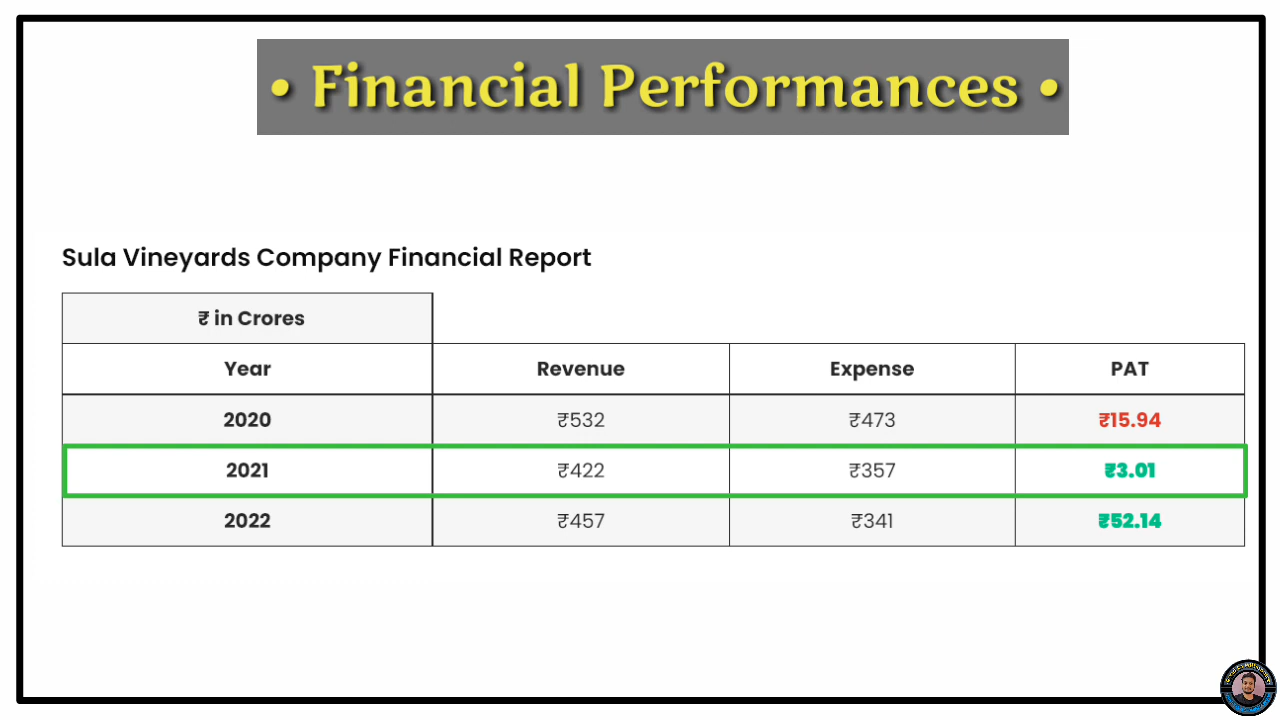 • Financial Performances •
Sula Vineyards Company Financial Report
₹ in Crores
Year Revenue Expense PAT
2020 ₹532 ₹473 ₹15.94
2021 ₹422 ₹357 ₹3.01
2022 ₹457 ₹341 ₹52.14